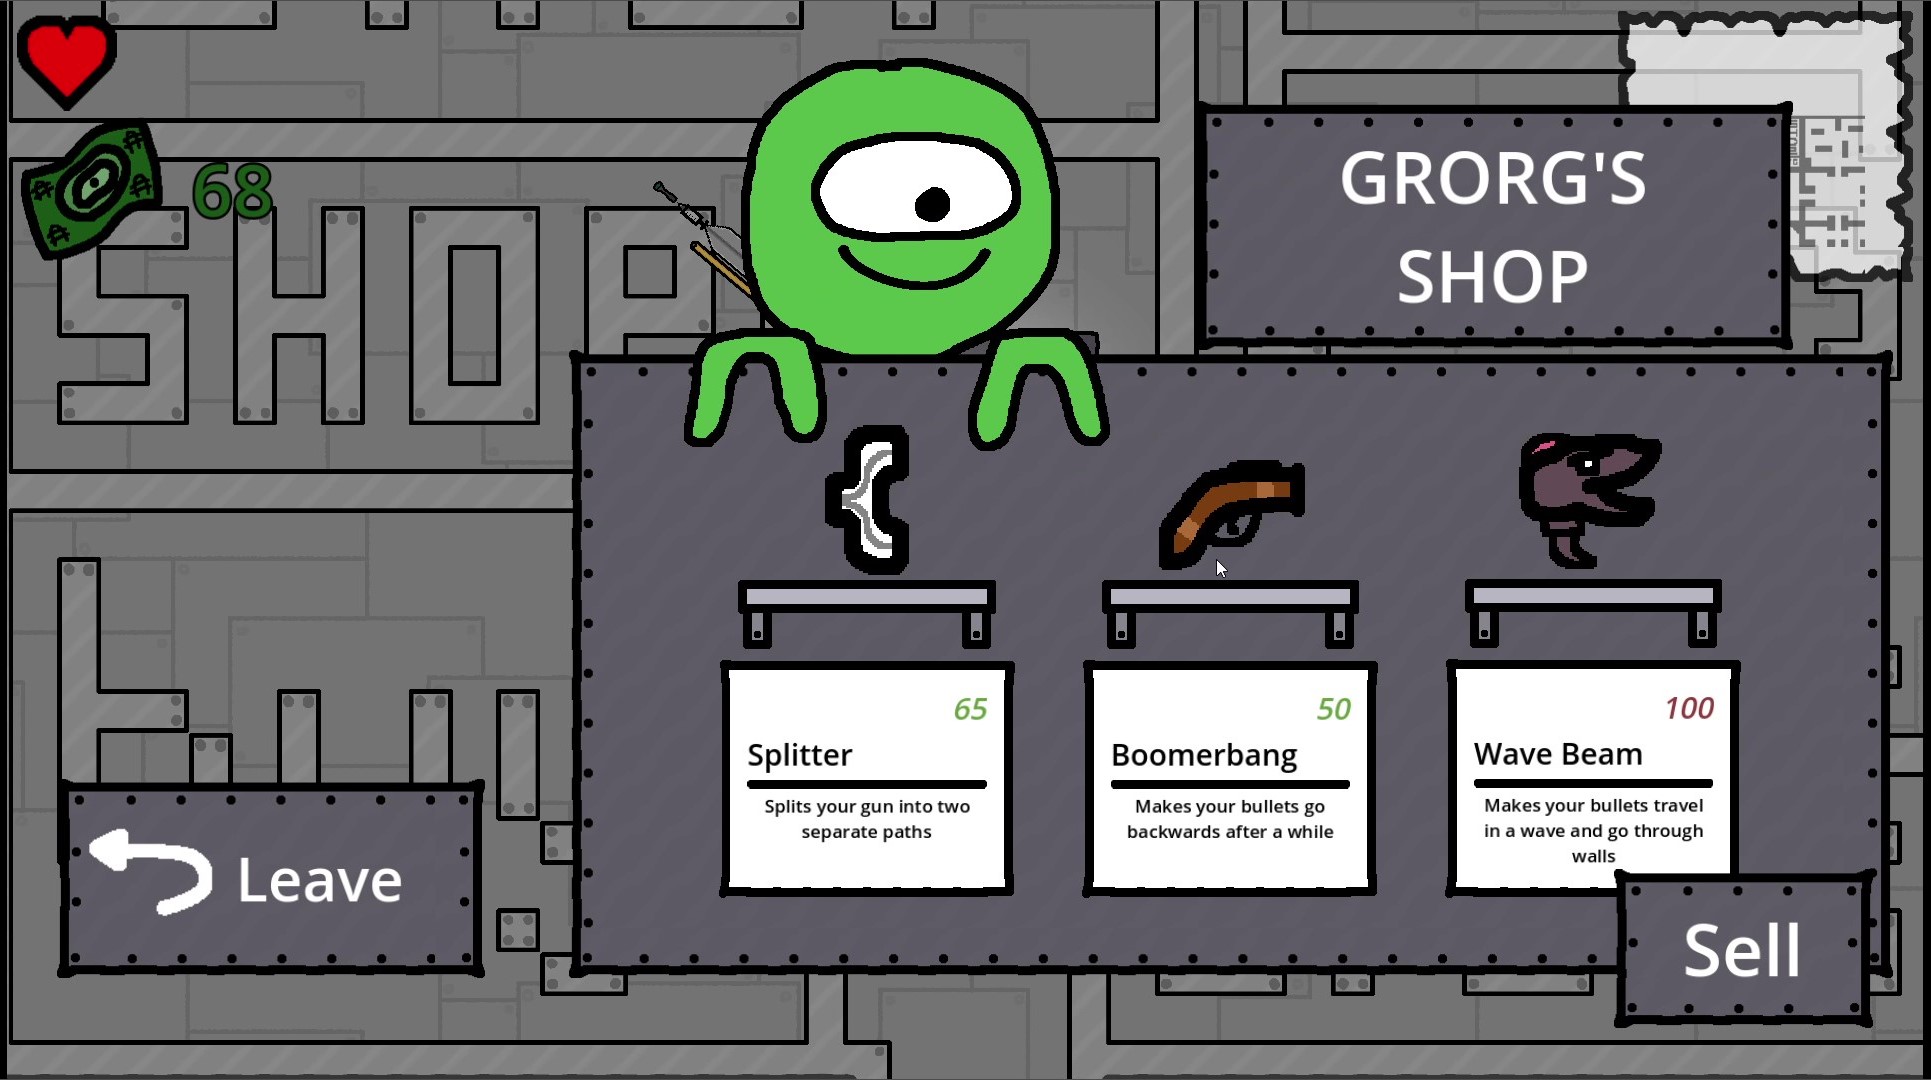 68
SHOP
GRORG'S
SHOP
65
Splitter
Splits your gun into two
separate paths
50
Boomerbang
Makes your bullets go
backwards after a while
100
Wave Beam
Makes your bullets travel
in a wave and go through
walls
Leave
Sell